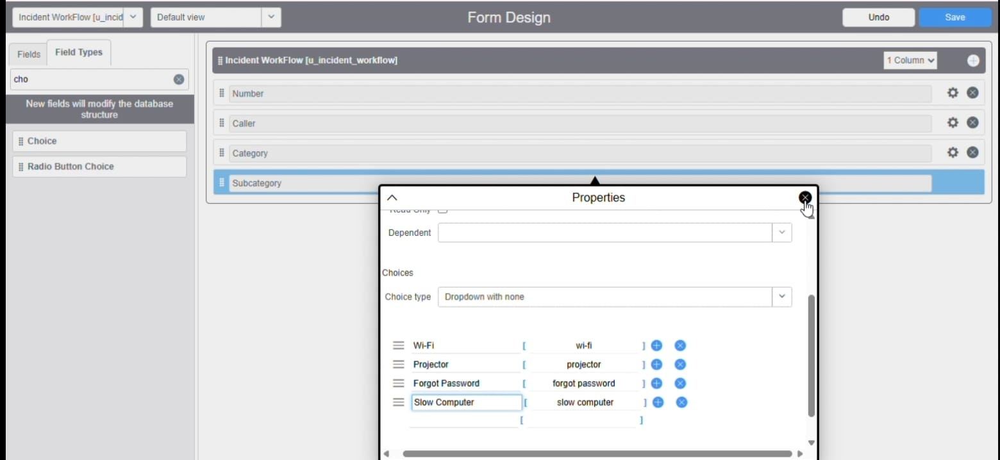 Incident WorkFlow [u_incid
Default view
Form Design
Undo
Save
Fields
Field Types
cho
New fields will modify the database
structure
Choice
Radio Button Choice
Incident WorkFlow [u_incident_workflow]
1 Column
Number
Caller
Category
Subcategory
Properties
Read Only
Dependent
Choices
Choice type
Dropdown with none
Wi-Fi [ wi-fi ]
Projector [ projector ]
Forgot Password [ forgot password ]
Slow Computer [ slow computer ]
[ ]